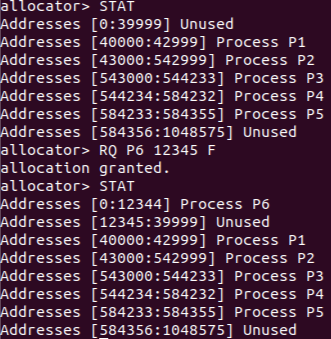 allocator> STAT
Addresses [0:39999] Unused
Addresses [40000:42999] Process P1
Addresses [43000:542999] Process P2
Addresses [543000:544233] Process P3
Addresses [544234:584232] Process P4
Addresses [584233:584355] Process P5
Addresses [584356:1048575] Unused
allocator> RQ P6 12345 F
allocation granted.
allocator> STAT
Addresses [0:12344] Process P6
Addresses [12345:39999] Unused
Addresses [40000:42999] Process P1
Addresses [43000:542999] Process P2
Addresses [543000:544233] Process P3
Addresses [544234:584232] Process P4
Addresses [584233:584355] Process P5
Addresses [584356:1048575] Unused